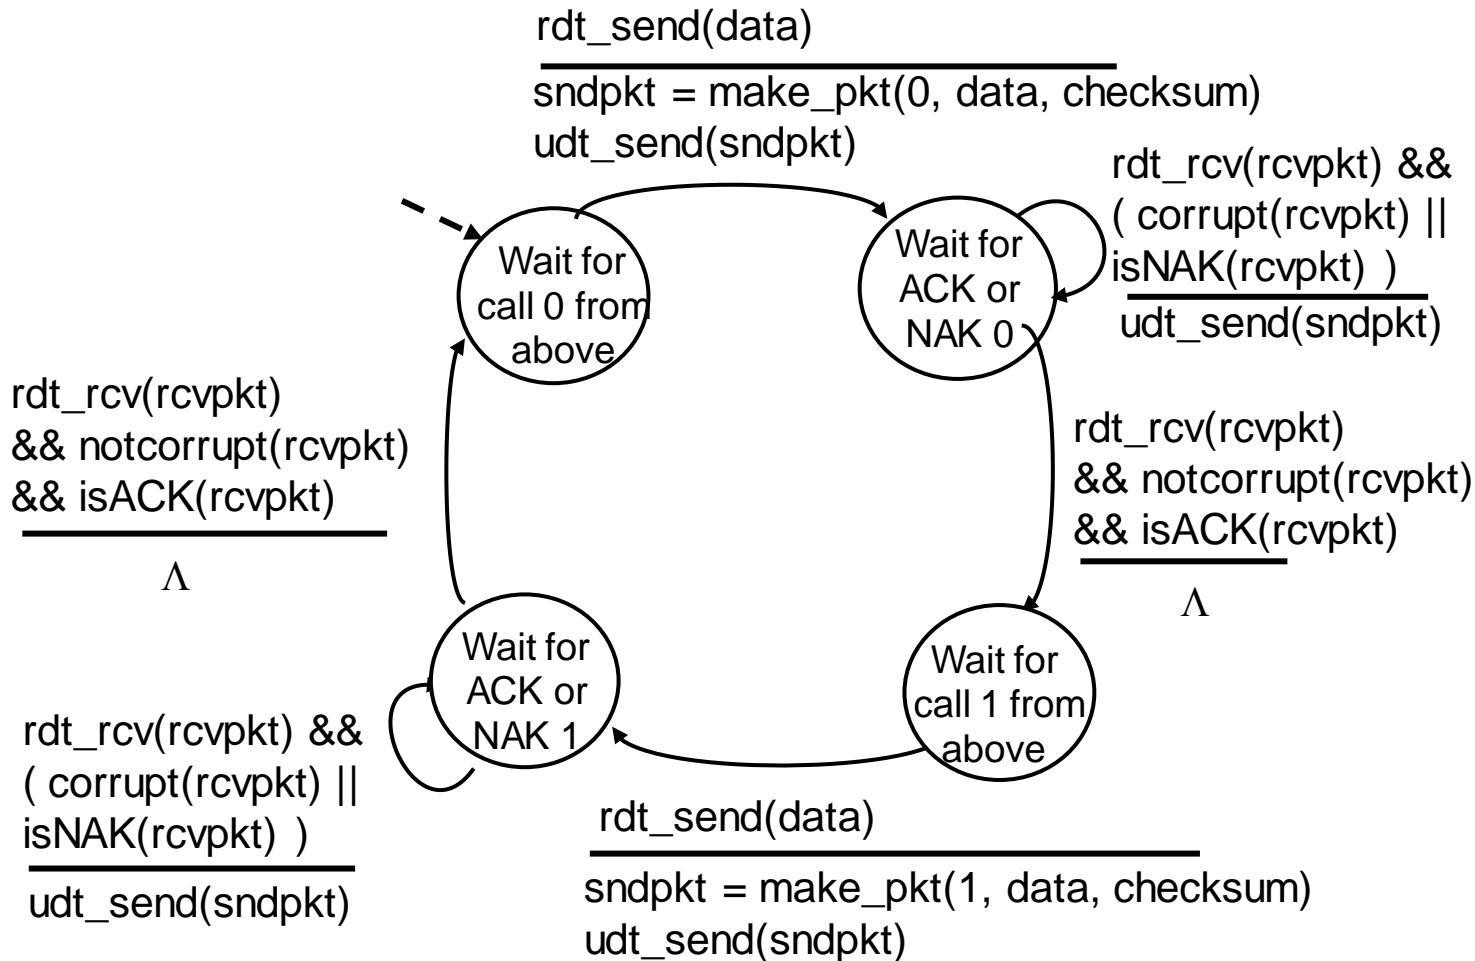 rdt_send(data)
sndpkt = make_pkt(0, data, checksum)
udt_send(sndpkt)
rdt_rcv(rcvpkt) &&
( corrupt(rcvpkt) ||
isNAK(rcvpkt) )
udt_send(sndpkt)
Wait for
call 0 from
above
Wait for
ACK or
NAK 0
rdt_rcv(rcvpkt)
&& notcorrupt(rcvpkt)
&& isACK(rcvpkt)
Λ
rdt_rcv(rcvpkt)
&& notcorrupt(rcvpkt)
&& isACK(rcvpkt)
Λ
Wait for
ACK or
NAK 1
Wait for
call 1 from
above
rdt_rcv(rcvpkt) &&
( corrupt(rcvpkt) ||
isNAK(rcvpkt) )
udt_send(sndpkt)
rdt_send(data)
sndpkt = make_pkt(1, data, checksum)
udt_send(sndpkt)